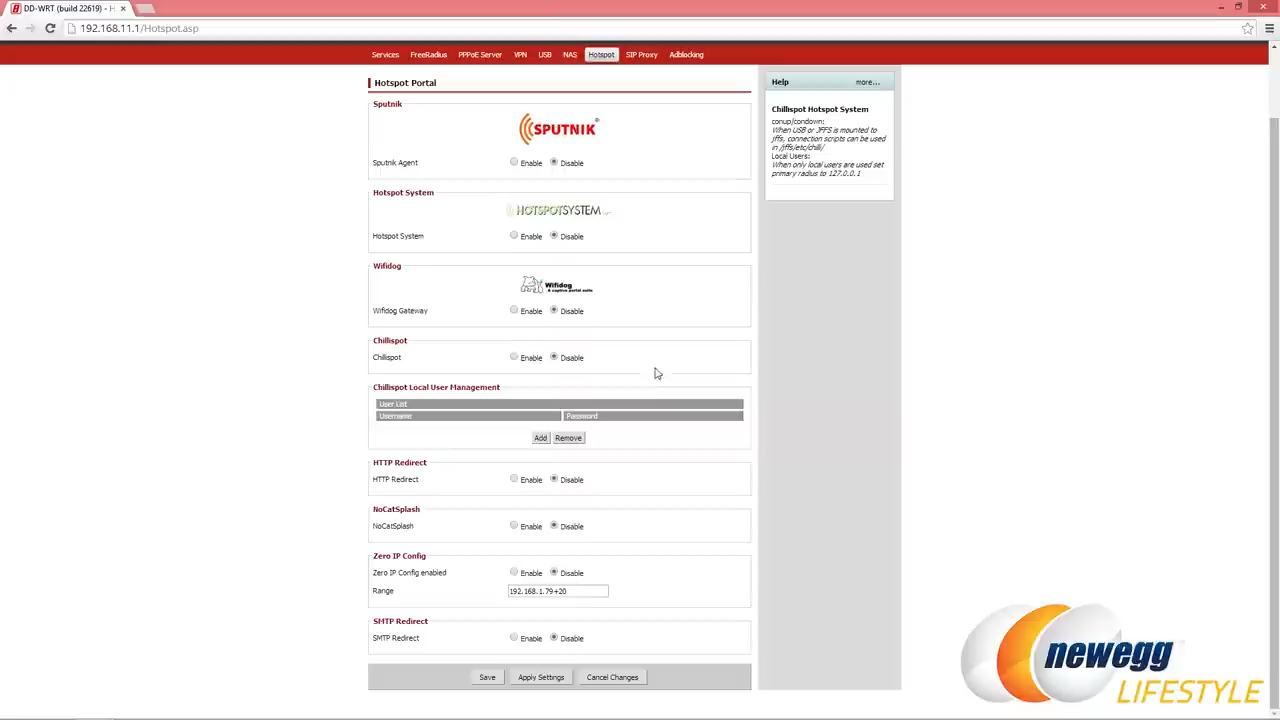 DD-WRT (build 22619) - H
192.168.11.1/Hotspot.asp
Services FreeRadius PPPoE Server VPN USB NAS Hotspot SIP Proxy Adblocking
Hotspot Portal
Sputnik
SPUTNIK®
Sputnik Agent Enable Disable
Hotspot System
HOTSPOTSYSTEM
Hotspot System Enable Disable
Wifidog
Wifidog
A captive portal suite
Wifidog Gateway Enable Disable
Chillispot
Chillispot Enable Disable
Chillispot Local User Management
User List
Username Password
Add Remove
HTTP Redirect
HTTP Redirect Enable Disable
NoCatSplash
NoCatSplash Enable Disable
Zero IP Config
Zero IP Config enabled Enable Disable
Range 192.168.1.79+20
SMTP Redirect
SMTP Redirect Enable Disable
Save Apply Settings Cancel Changes
Help more...
Chillispot Hotspot System
conup/condown:
When USB or JFFS is mounted to
jffs, connection scripts can be used
in /jffs/etc/chilli/
Local Users:
When only local users are used set
primary radius to 127.0.0.1
newegg
LIFESTYLE